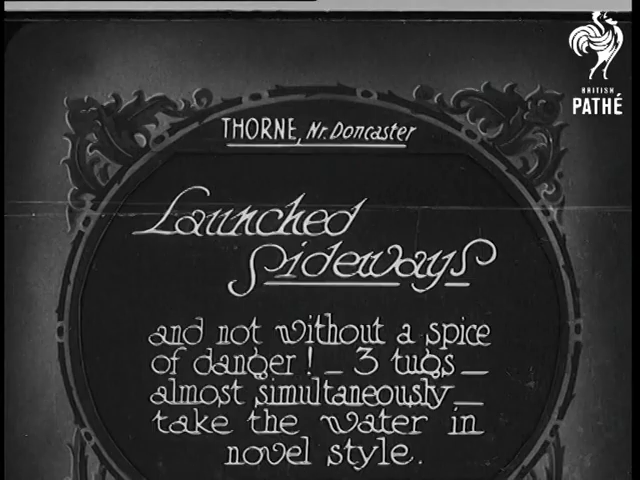 BRITISH
PATHÉ
THORNE, Nr. Doncaster
Launched
Sideways
and not without a spice
of danger! _ 3 tugs _
almost simultaneously _
take the water in
novel style.